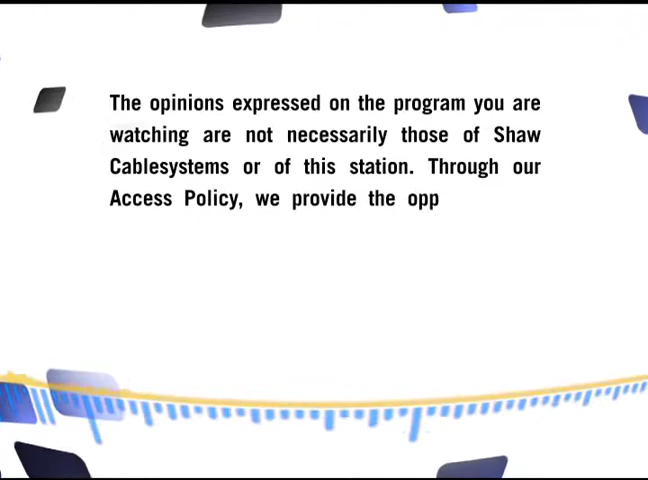 The opinions expressed on the program you are
watching are not necessarily those of Shaw
Cablesystems or of this station. Through our
Access Policy, we provide the opp